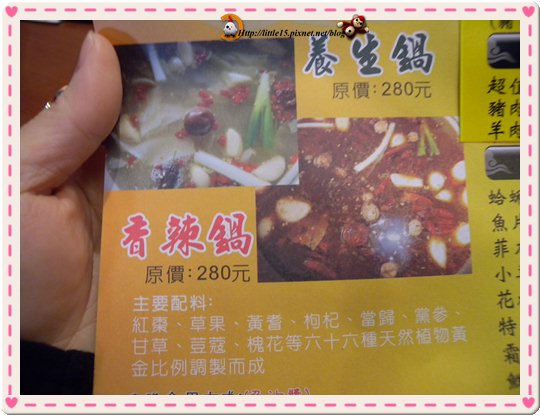 Http://little15.pixnet.net/blog
養生鍋
原價:280元
香辣鍋
原價:280元
主要配料:
紅棗、草果、黃耆、枸杞、當歸、黨參、
甘草、荳蔻、槐花等六十六種天然植物黃
金比例調製而成
超
豬肉
羊肉
蛤
魚
菲
小
花
特
霜